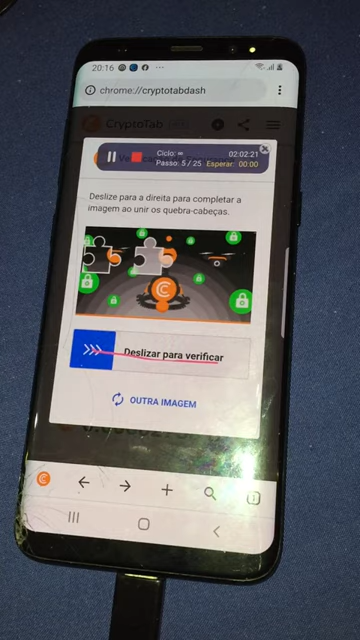 20:16
chrome://cryptotabdash
CryptoTab
Ciclo: ∞
02:02:21
Passo: 5 / 25 Esperar: 00:00
Deslize para a direita para completar a
imagem ao unir os quebra-cabeças.
Deslizar para verificar
OUTRA IMAGEM